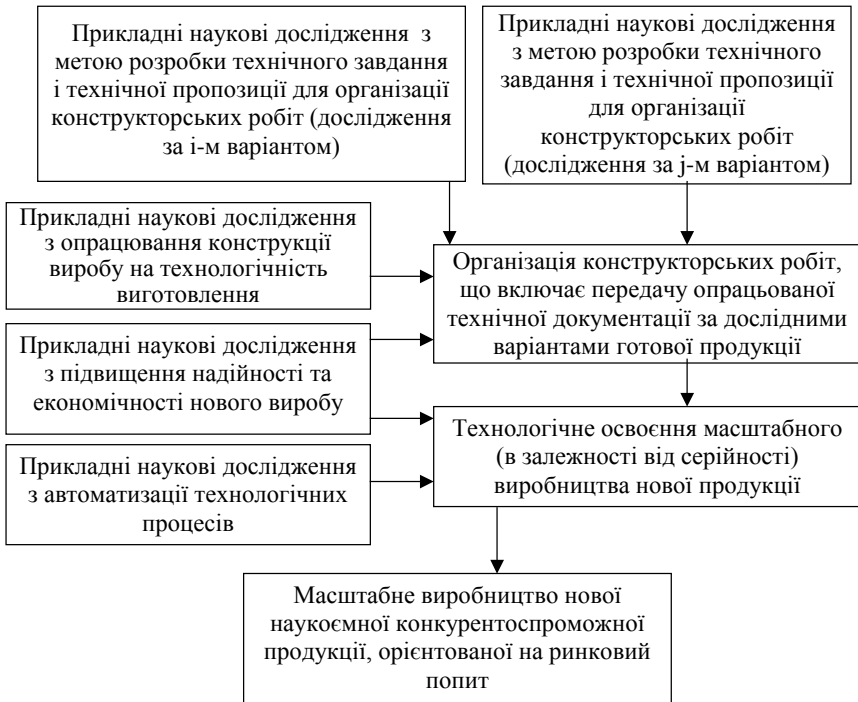 Прикладні наукові дослідження з
метою розробки технічного завдання
і технічної пропозиції для організації
конструкторських робіт (дослідження
за і-м варіантом)
Прикладні наукові дослідження
з метою розробки технічного
завдання і технічної пропозиції
для організації
конструкторських робіт
(дослідження за j-м варіантом)
Прикладні наукові дослідження
з опрацювання конструкції
виробу на технологічність
виготовлення
Організація конструкторських робіт,
що включає передачу опрацьованої
технічної документації за дослідними
варіантами готової продукції
Прикладні наукові дослідження
з підвищення надійності та
економічності нового виробу
Технологічне освоєння масштабного
(в залежності від серійності)
виробництва нової продукції
Прикладні наукові дослідження
з автоматизації технологічних
процесів
Масштабне виробництво нової
наукоємної конкурентоспроможної
продукції, орієнтованої на ринковий
попит